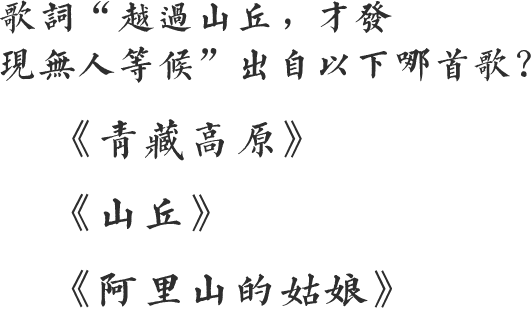 歌詞“越過山丘，才發
現無人等候”出自以下哪首歌？
《青藏高原》
《山丘》
《阿里山的姑娘》